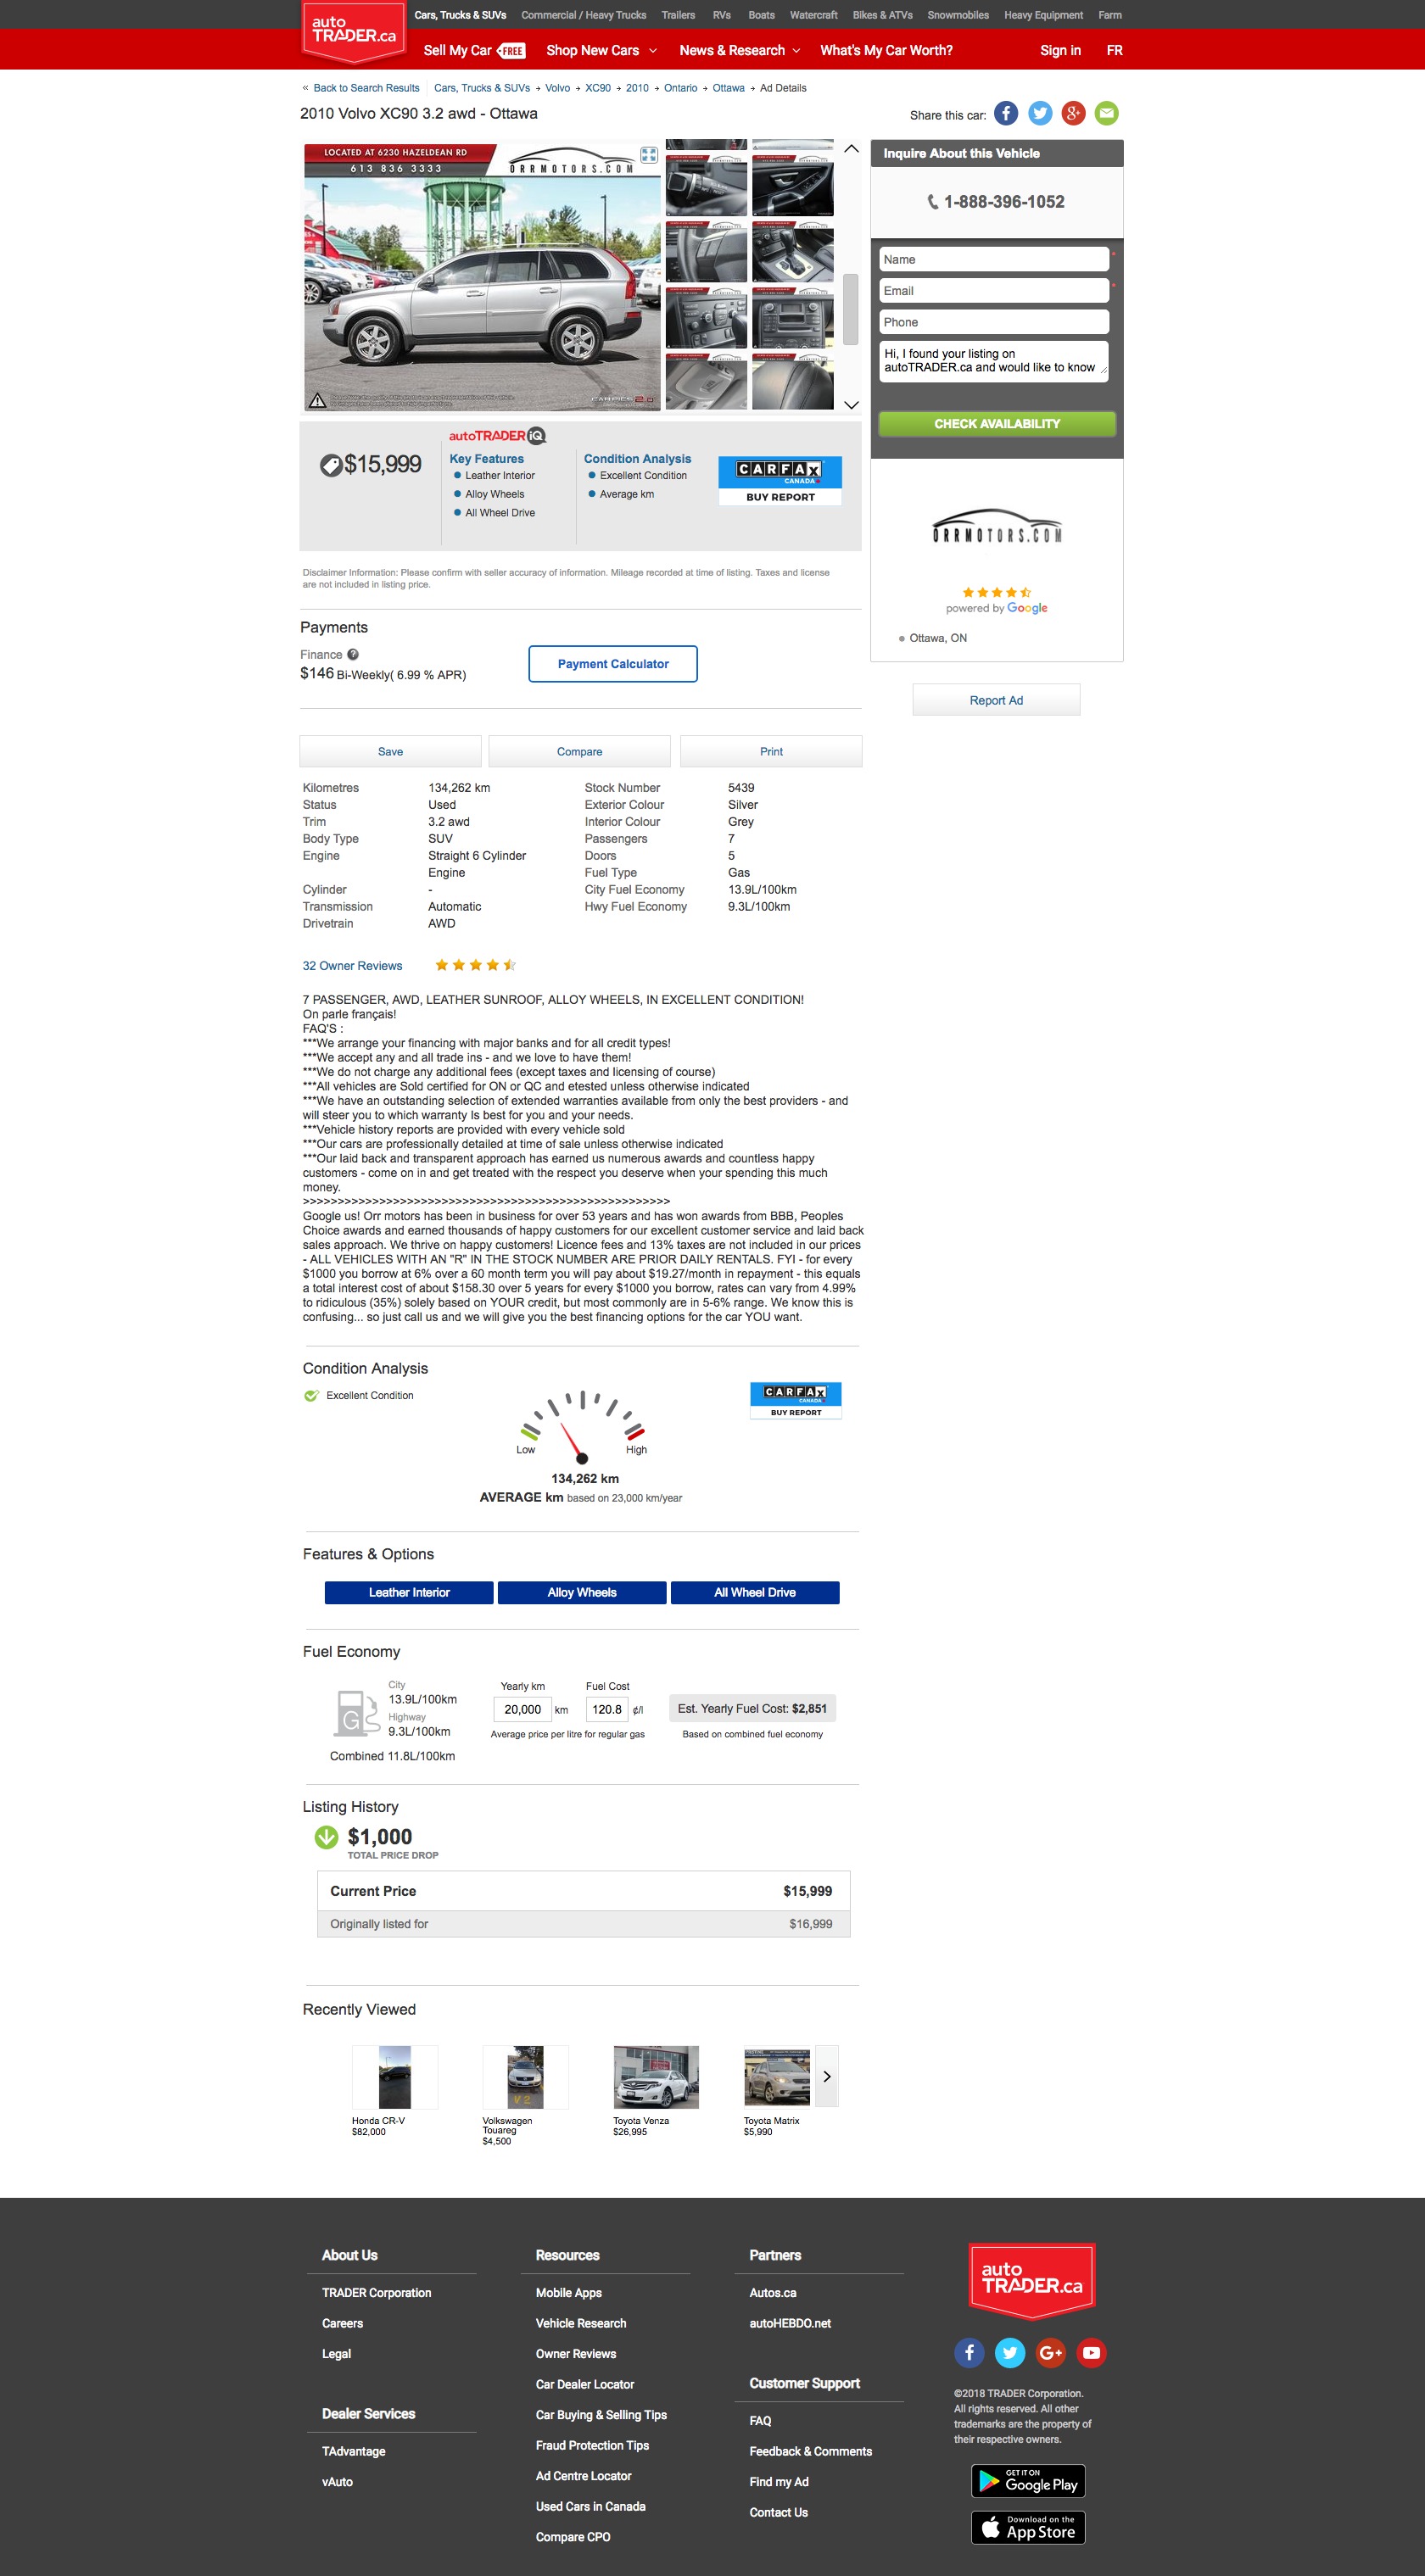 auto
TRADER.ca
Cars, Trucks & SUVs Commercial / Heavy Trucks Trailers RVs Boats Watercraft Bikes & ATVs Snowmobiles Heavy Equipment Farm
Sell My Car FREE Shop New Cars News & Research What's My Car Worth? Sign in FR
« Back to Search Results Cars, Trucks & SUVs → Volvo → XC90 → 2010 → Ontario → Ottawa → Ad Details
2010 Volvo XC90 3.2 awd - Ottawa
Share this car:
LOCATED AT 6230 HAZELDEAN RD
613 836 3333
ORRMOTORS.COM
Inquire About this Vehicle
1-888-396-1052
Name *
Email *
Phone
Hi, I found your listing on
autoTRADER.ca and would like to know
CHECK AVAILABILITY
ORRMOTORS.COM
powered by Google
Ottawa, ON
Report Ad
$15,999
autoTRADER iQ
Key Features
Leather Interior
Alloy Wheels
All Wheel Drive
Condition Analysis
Excellent Condition
Average km
CARFAX
CANADA
BUY REPORT
Disclaimer Information: Please confirm with seller accuracy of information. Mileage recorded at time of listing. Taxes and license
are not included in listing price.
Payments
Finance ?
$146 Bi-Weekly( 6.99 % APR)
Payment Calculator
Save Compare Print
Kilometres 134,262 km Stock Number 5439
Status Used Exterior Colour Silver
Trim 3.2 awd Interior Colour Grey
Body Type SUV Passengers 7
Engine Straight 6 Cylinder Doors 5
Engine Fuel Type Gas
Cylinder - City Fuel Economy 13.9L/100km
Transmission Automatic Hwy Fuel Economy 9.3L/100km
Drivetrain AWD
32 Owner Reviews
7 PASSENGER, AWD, LEATHER SUNROOF, ALLOY WHEELS, IN EXCELLENT CONDITION!
On parle français!
FAQ'S :
***We arrange your financing with major banks and for all credit types!
***We accept any and all trade ins - and we love to have them!
***We do not charge any additional fees (except taxes and licensing of course)
***All vehicles are Sold certified for ON or QC and etested unless otherwise indicated
***We have an outstanding selection of extended warranties available from only the best providers - and
will steer you to which warranty Is best for you and your needs.
***Vehicle history reports are provided with every vehicle sold
***Our cars are professionally detailed at time of sale unless otherwise indicated
***Our laid back and transparent approach has earned us numerous awards and countless happy
customers - come on in and get treated with the respect you deserve when your spending this much
money.
>>>>>>>>>>>>>>>>>>>>>>>>>>>>>>>>>>>>>>>>>>>>>>>>>>>>>
Google us! Orr motors has been in business for over 53 years and has won awards from BBB, Peoples
Choice awards and earned thousands of happy customers for our excellent customer service and laid back
sales approach. We thrive on happy customers! Licence fees and 13% taxes are not included in our prices
- ALL VEHICLES WITH AN "R" IN THE STOCK NUMBER ARE PRIOR DAILY RENTALS. FYI - for every
$1000 you borrow at 6% over a 60 month term you will pay about $19.27/month in repayment - this equals
a total interest cost of about $158.30 over 5 years for every $1000 you borrow, rates can vary from 4.99%
to ridiculous (35%) solely based on YOUR credit, but most commonly are in 5-6% range. We know this is
confusing... so just call us and we will give you the best financing options for the car YOU want.
Condition Analysis
Excellent Condition
Low High
134,262 km
AVERAGE km based on 23,000 km/year
CARFAX
CANADA
BUY REPORT
Features & Options
Leather Interior Alloy Wheels All Wheel Drive
Fuel Economy
G
City
13.9L/100km
Highway
9.3L/100km
Combined 11.8L/100km
Yearly km Fuel Cost
20,000 km 120.8 ¢/l
Average price per litre for regular gas
Est. Yearly Fuel Cost: $2,851
Based on combined fuel economy
Listing History
$1,000
TOTAL PRICE DROP
Current Price $15,999
Originally listed for $16,999
Recently Viewed
Honda CR-V
$82,000
V2
Volkswagen
Touareg
$4,500
Toyota Venza
$26,995
Toyota Matrix
$5,990
About Us
TRADER Corporation
Careers
Legal
Dealer Services
TAdvantage
vAuto
Resources
Mobile Apps
Vehicle Research
Owner Reviews
Car Dealer Locator
Car Buying & Selling Tips
Fraud Protection Tips
Ad Centre Locator
Used Cars in Canada
Compare CPO
Partners
Autos.ca
autoHEBDO.net
Customer Support
FAQ
Feedback & Comments
Find my Ad
Contact Us
auto
TRADER.ca
©2018 TRADER Corporation.
All rights reserved. All other
trademarks are the property of
their respective owners.
GET IT ON
Google Play
Download on the
App Store